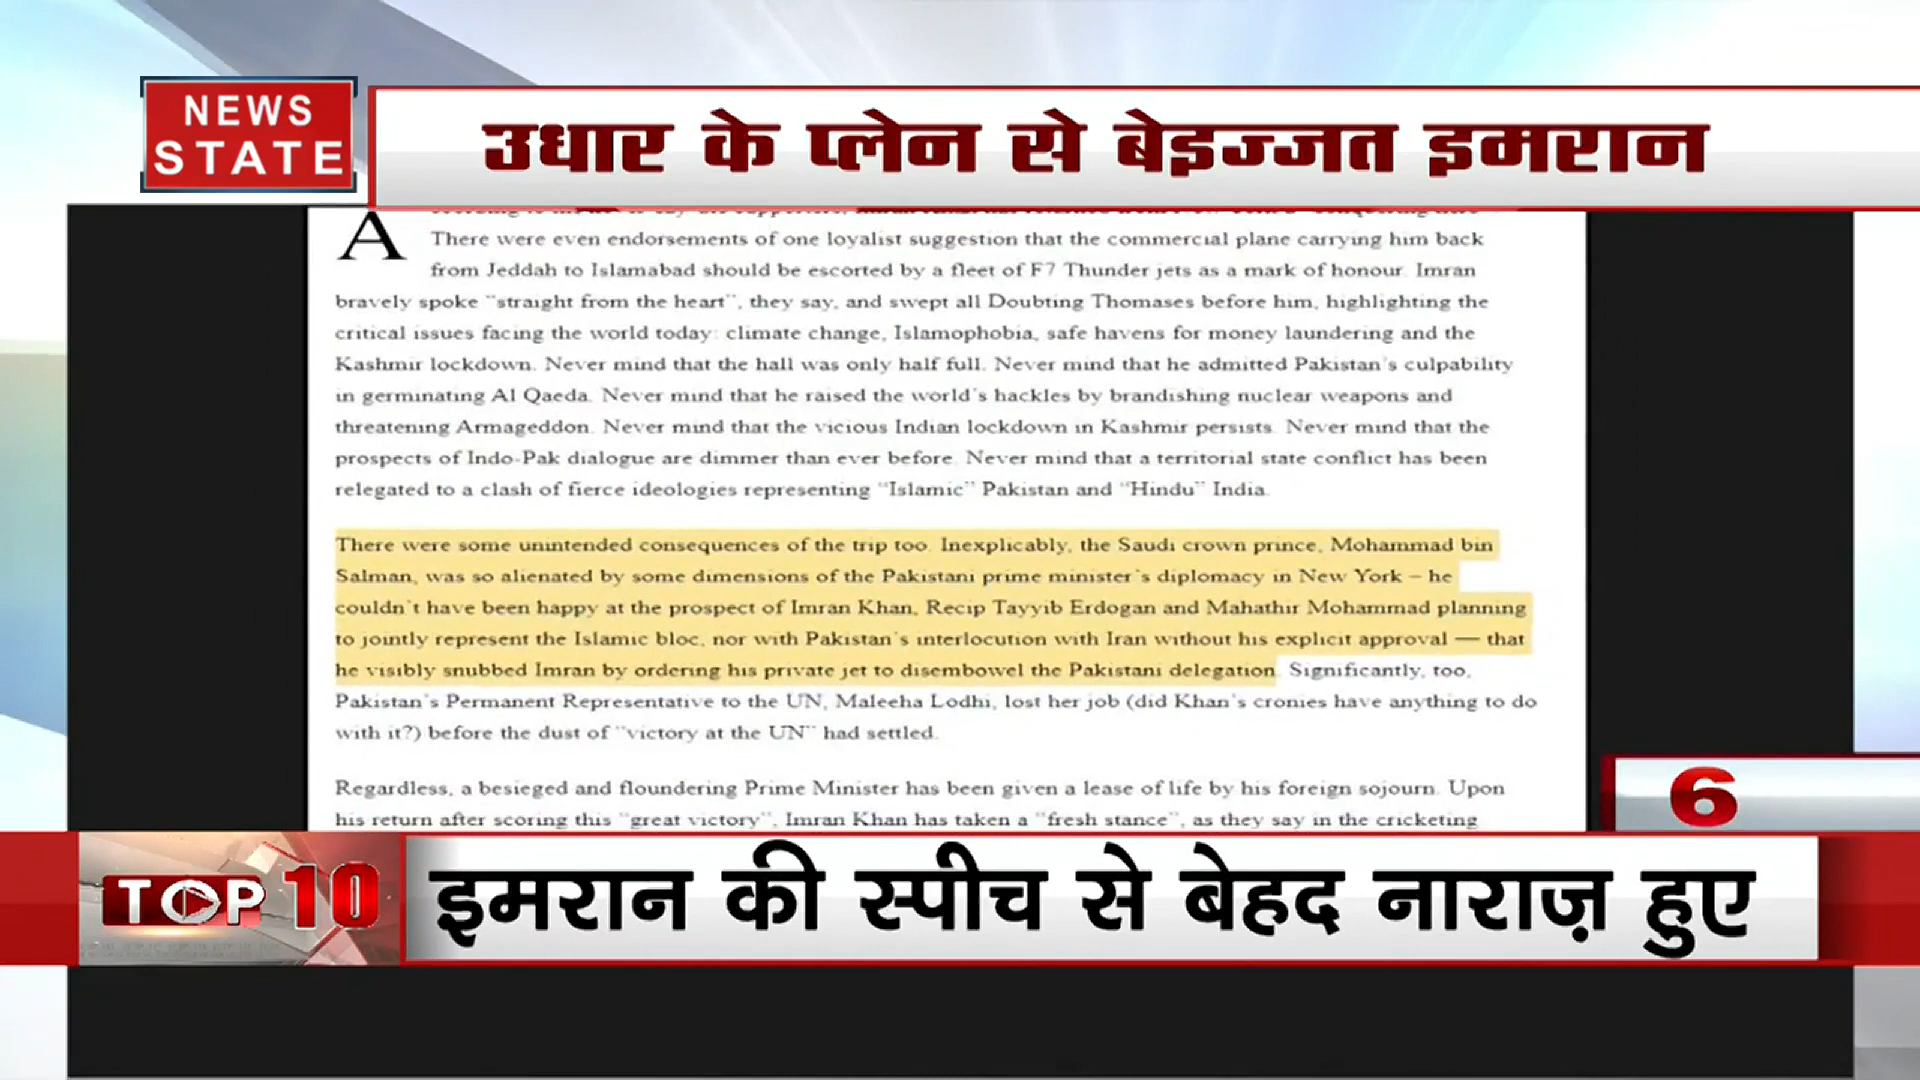 NEWS
STATE
उधार के प्लेन से बेइज्जत इमरान
A
There were even endorsements of one loyalist suggestion that the commercial plane carrying him back
from Jeddah to Islamabad should be escorted by a fleet of F7 Thunder jets as a mark of honour. Imran
bravely spoke "straight from the heart", they say, and swept all Doubting Thomases before him, highlighting the
critical issues facing the world today: climate change, Islamophobia, safe havens for money laundering and the
Kashmir lockdown. Never mind that the hall was only half full. Never mind that he admitted Pakistan's culpability
in germinating Al Qaeda. Never mind that he raised the world's hackles by brandishing nuclear weapons and
threatening Armageddon. Never mind that the vicious Indian lockdown in Kashmir persists. Never mind that the
prospects of Indo-Pak dialogue are dimmer than ever before. Never mind that a territorial state conflict has been
relegated to a clash of fierce ideologies representing "Islamic" Pakistan and "Hindu" India.
There were some unintended consequences of the trip too. Inexplicably, the Saudi crown prince, Mohammad bin
Salman, was so alienated by some dimensions of the Pakistani prime minister's diplomacy in New York – he
couldn't have been happy at the prospect of Imran Khan, Recip Tayyib Erdogan and Mahathir Mohammad planning
to jointly represent the Islamic bloc, nor with Pakistan's interlocution with Iran without his explicit approval — that
he visibly snubbed Imran by ordering his private jet to disembowel the Pakistani delegation. Significantly, too,
Pakistan's Permanent Representative to the UN, Maleeha Lodhi, lost her job (did Khan's cronies have anything to do
with it?) before the dust of "victory at the UN" had settled.
Regardless, a besieged and floundering Prime Minister has been given a lease of life by his foreign sojourn. Upon
his return after scoring this "great victory", Imran Khan has taken a "fresh stance", as they say in the cricketing
6
TOP 10
इमरान की स्पीच से बेहद नाराज़ हुए